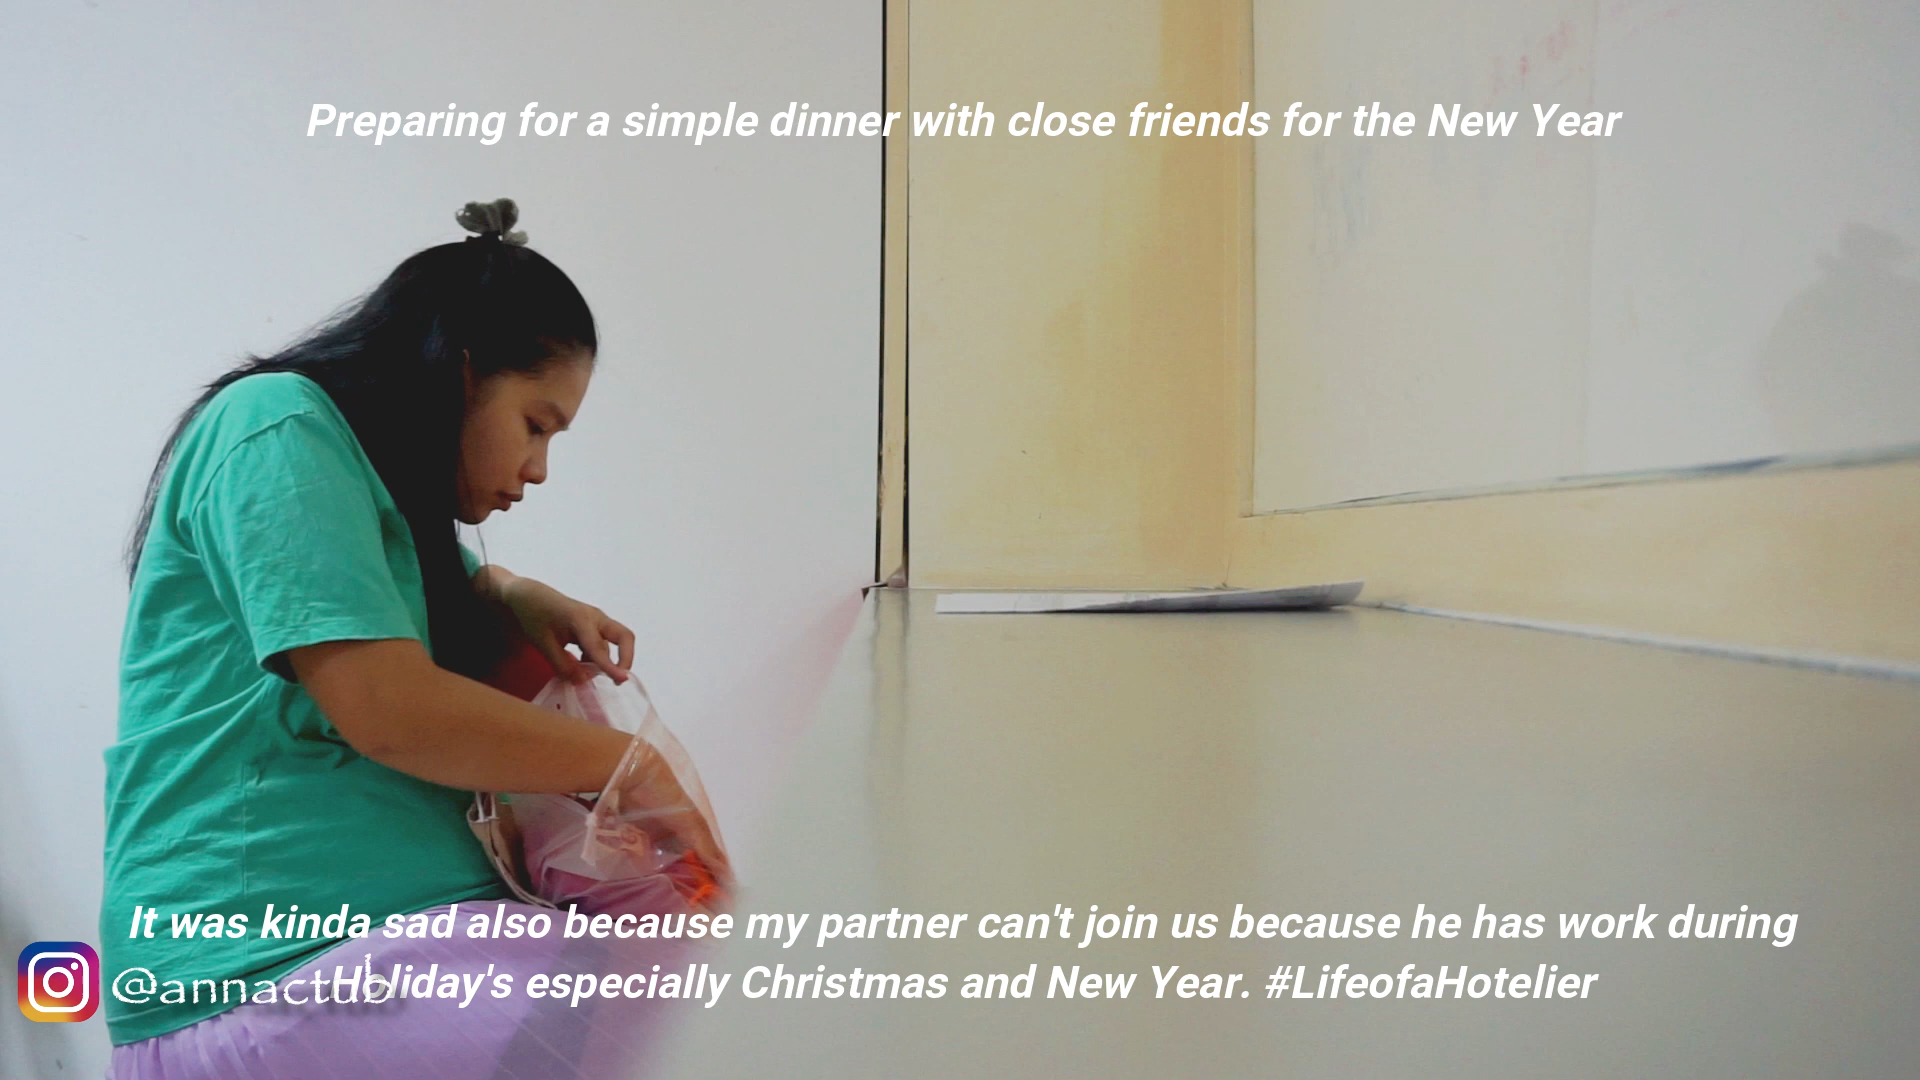 Preparing for a simple dinner with close friends for the New Year
It was kinda sad also because my partner can't join us because he has work during
Holiday's especially Christmas and New Year. #LifeofaHotelier
@annactub